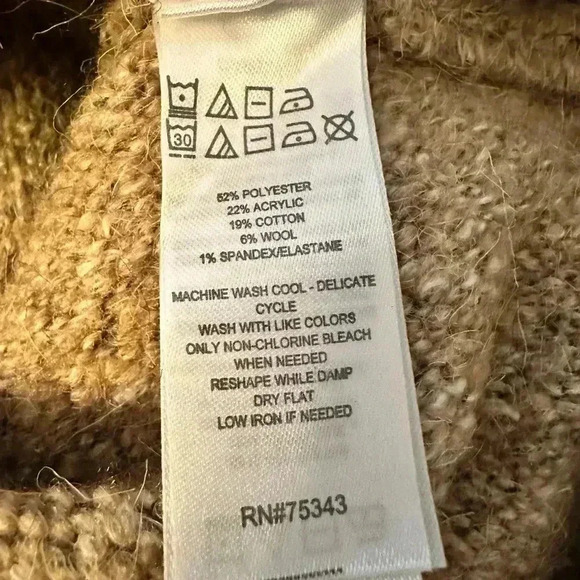 30
52% POLYESTER
22% ACRYLIC
19% COTTON
6% WOOL
1% SPANDEX/ELASTANE
MACHINE WASH COOL - DELICATE
CYCLE
WASH WITH LIKE COLORS
ONLY NON-CHLORINE BLEACH
WHEN NEEDED
RESHAPE WHILE DAMP
DRY FLAT
LOW IRON IF NEEDED
RN#75343